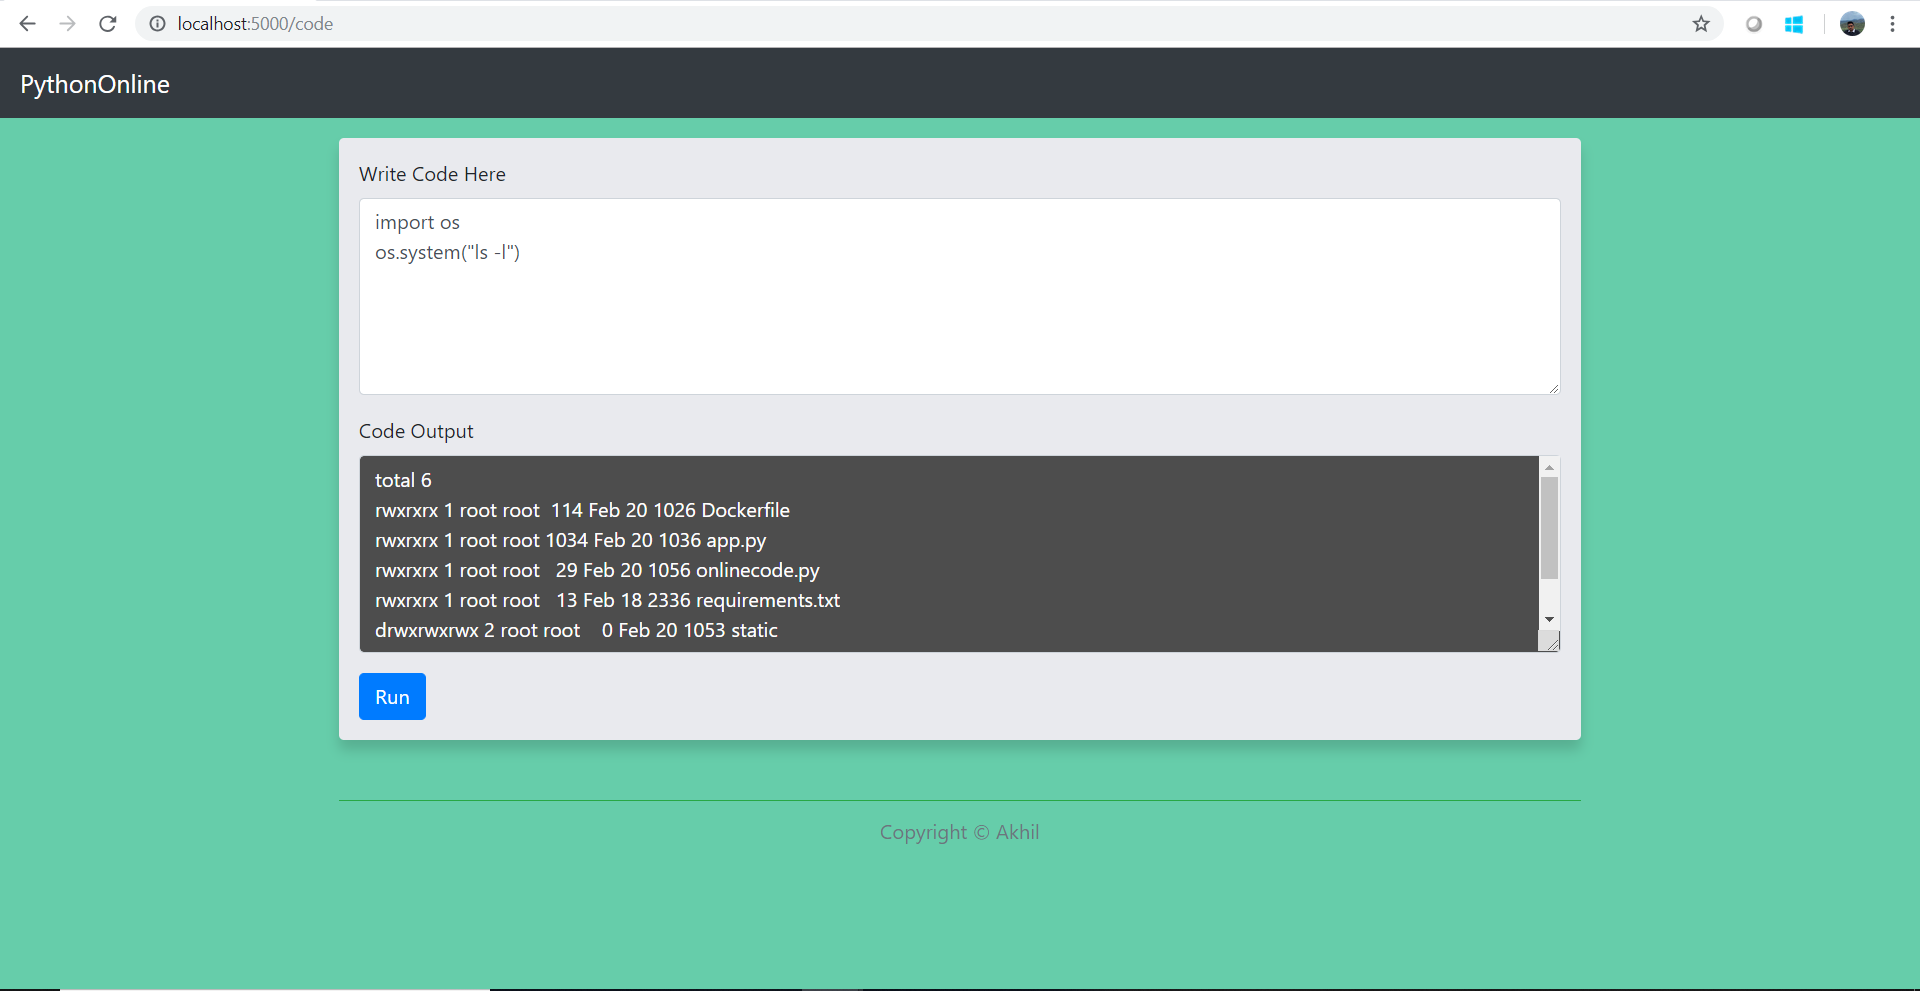 localhost:5000/code
PythonOnline
Write Code Here
import os
os.system("ls -l")
Code Output
total 6
rwxrxrx 1 root root  114 Feb 20 1026 Dockerfile
rwxrxrx 1 root root 1034 Feb 20 1036 app.py
rwxrxrx 1 root root   29 Feb 20 1056 onlinecode.py
rwxrxrx 1 root root   13 Feb 18 2336 requirements.txt
drwxrwxrwx 2 root root    0 Feb 20 1053 static
Run
Copyright © Akhil